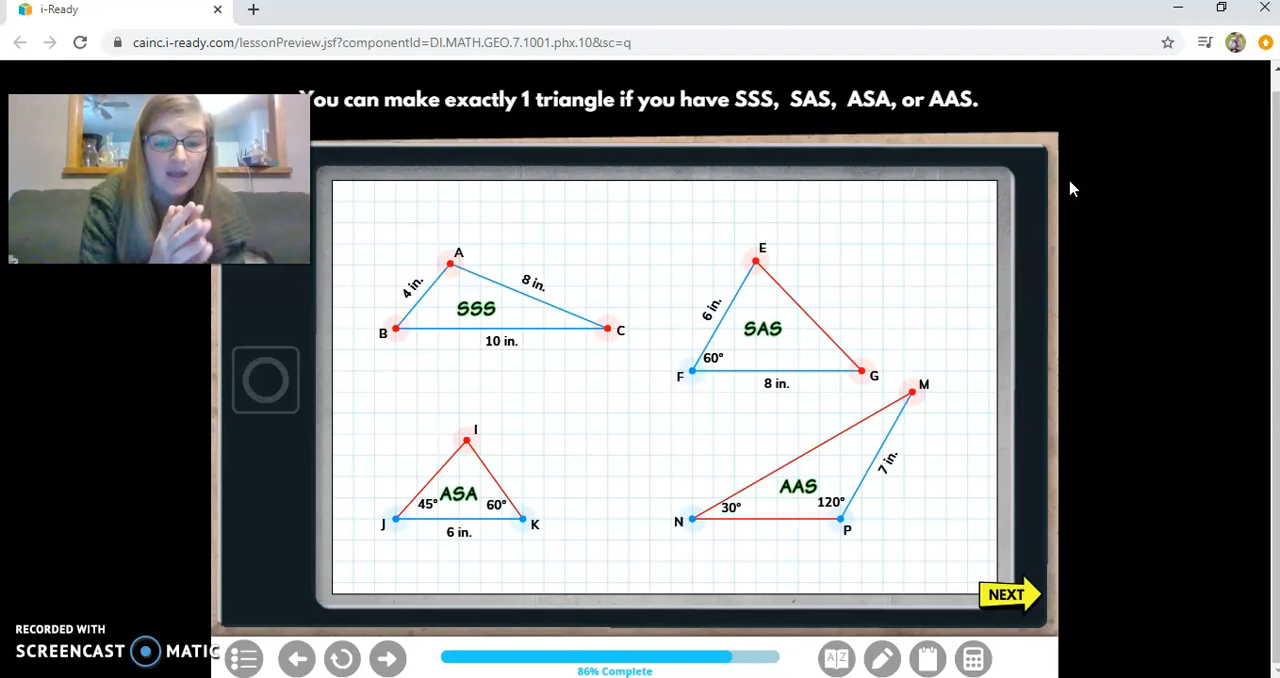 i-Ready
cainc.i-ready.com/lessonPreview.jsf?componentId=DI.MATH.GEO.7.1001.phx.10&sc=q
You can make exactly 1 triangle if you have SSS, SAS, ASA, or AAS.
A
4 in.
8 in.
SSS
B
C
10 in.
E
6 in.
SAS
60°
F
G
8 in.
I
45°
ASA
60°
J
K
6 in.
M
7 in.
AAS
30°
120°
N
P
NEXT
RECORDED WITH
SCREENCAST MATIC
86% Complete
A Z